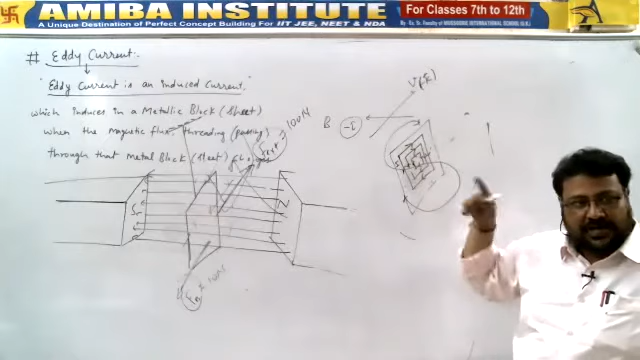 AMIBA INSTITUTE
A Unique Destination of Perfect Concept Building For IIT JEE, NEET & NDA
For Classes 7th to 12th
# Eddy Current:-
"Eddy Current is an induced Current."
which induces in a Metallic Block (Sheet)
when the Magnetic flux threading (passing)
through that Metal Block (Sheet)
100N
B
S
N